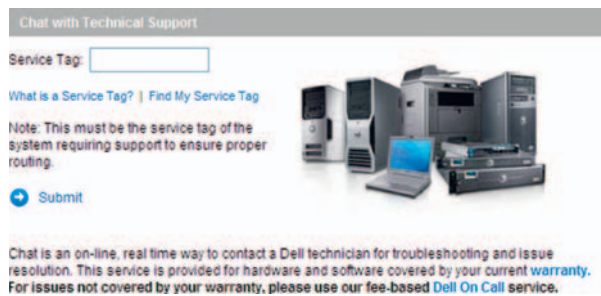 Chat with Technical Support
Service Tag:
What is a Service Tag? | Find My Service Tag
Note: This must be the service tag of the
system requiring support to ensure proper
routing.
Submit
Chat is an on-line, real time way to contact a Dell technician for troubleshooting and issue
resolution. This service is provided for hardware and software covered by your current warranty.
For issues not covered by your warranty, please use our fee-based Dell On Call service.